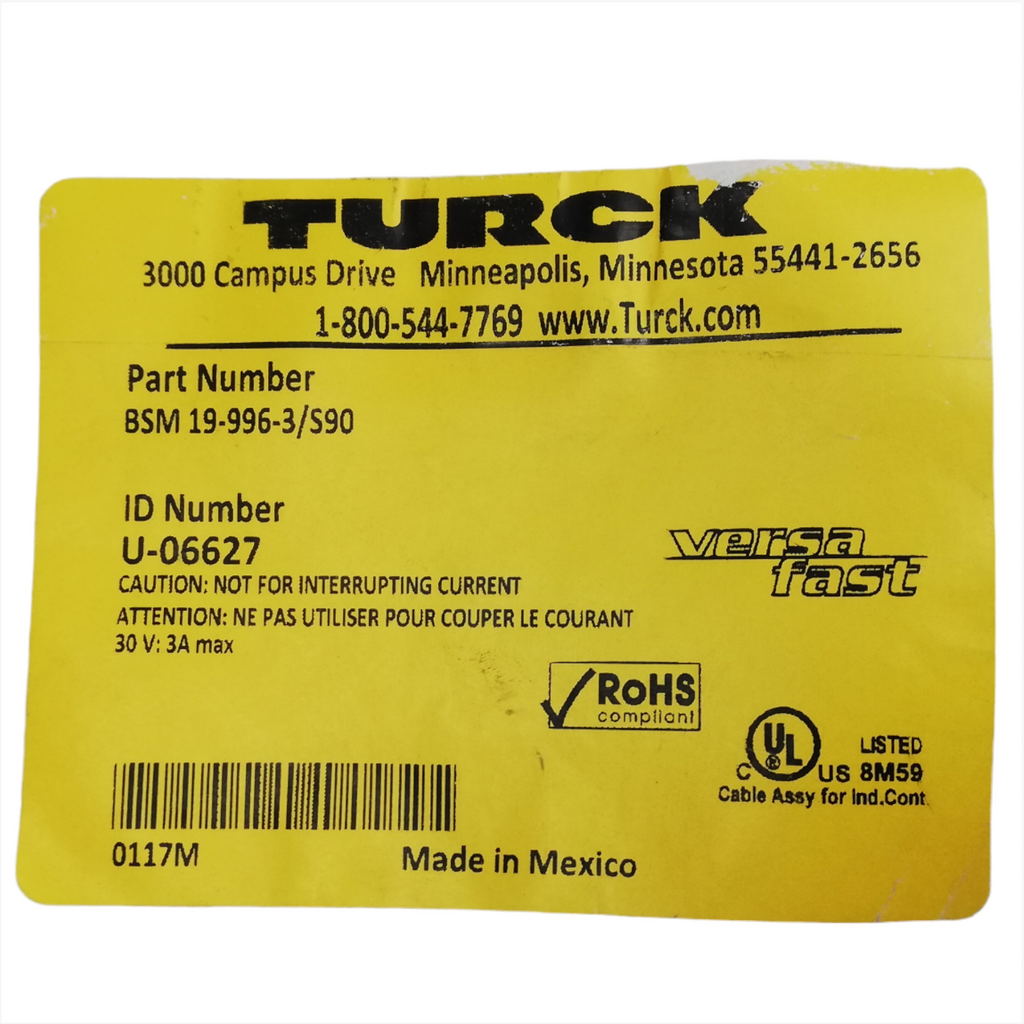 TURCK
3000 Campus Drive Minneapolis, Minnesota 55441-2656
1-800-544-7769 www.Turck.com
Part Number
BSM 19-996-3/S90
ID Number
U-06627
CAUTION: NOT FOR INTERRUPTING CURRENT
ATTENTION: NE PAS UTILISER POUR COUPER LE COURANT
30 V: 3A max
versa
fast
RoHS
compliant
UL ®
C US
LISTED
8M59
Cable Assy for Ind.Cont.
0117M
Made in Mexico